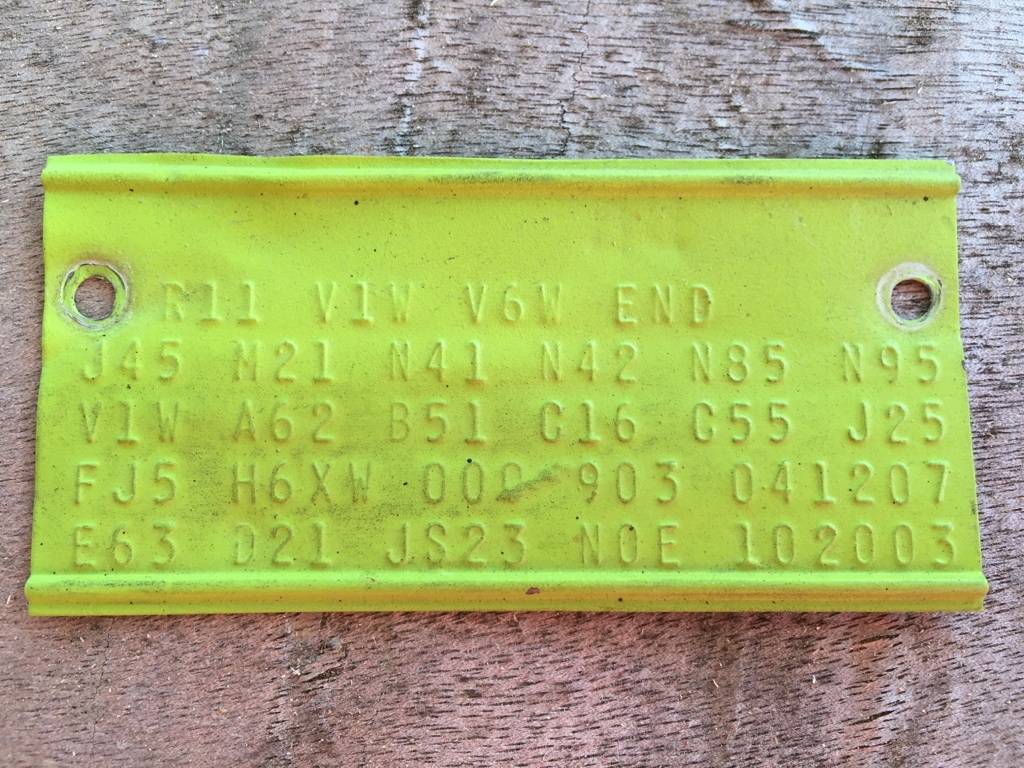 R11 V1W V6W END
J45 M21 N41 N42 N85 N95
V1W A62 B51 C16 C55 J25
FJ5 H6XW 000 903 041207
E63 D21 JS23 N0E 102003